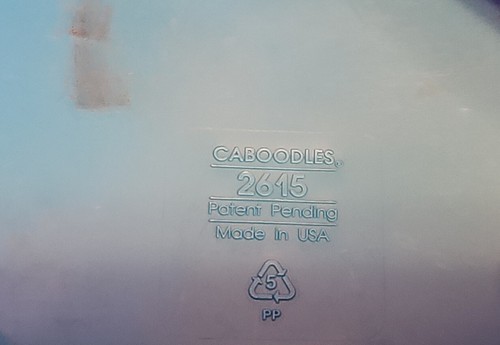 CABOODLES
2615
Patent Pending
Made in USA
5
PP